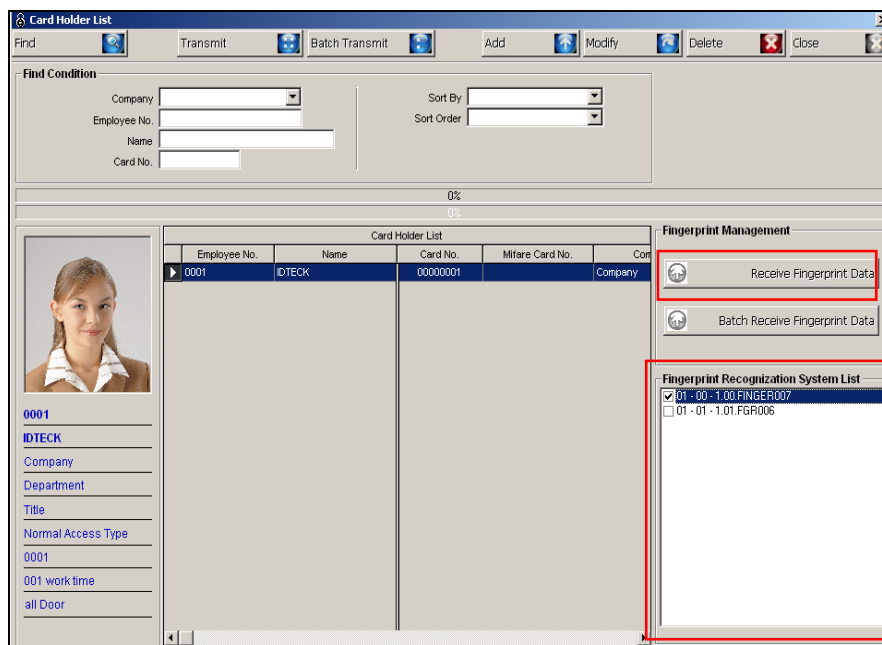 Card Holder List
Find Transmit Batch Transmit Add Modify Delete Close
Find Condition
Company Sort By
Employee No. Sort Order
Name
Card No.
0%
0%
Card Holder List
Employee No. Name Card No. Mifare Card No. Com
0001 IDTECK 00000001 Company
Fingerprint Management
Receive Fingerprint Data
Batch Receive Fingerprint Data
Fingerprint Recognization System List
01 - 00 - 1.00.FINGER007
01 - 01 - 1.01.FGR006
0001
IDTECK
Company
Department
Title
Normal Access Type
0001
001 work time
all Door